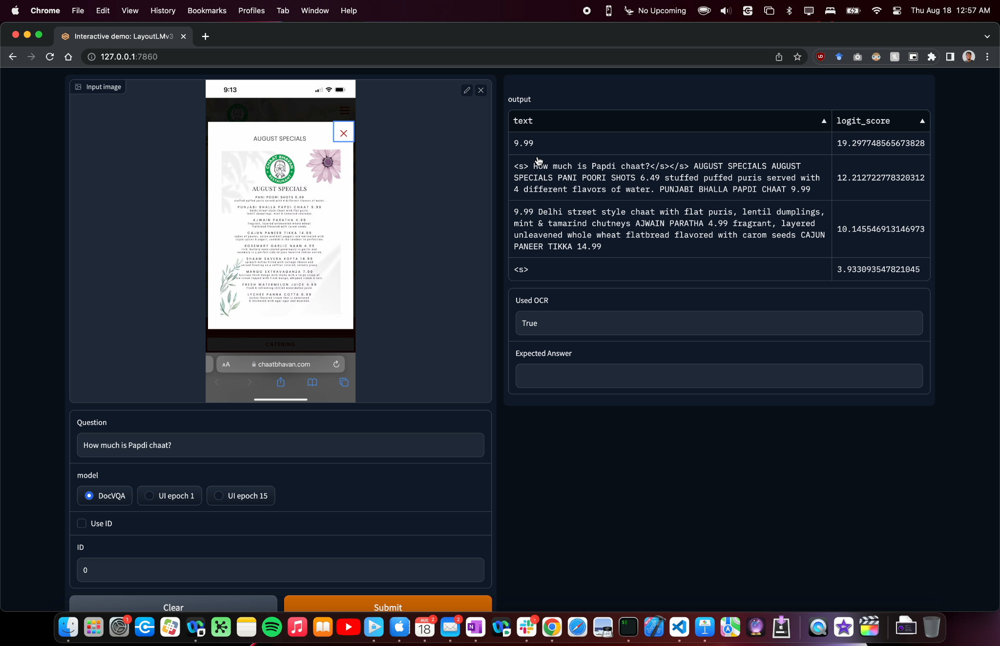 Chrome File Edit View History Bookmarks Profiles Tab Window Help
No Upcoming
Thu Aug 18 12:57 AM
Interactive demo: LayoutLMv3
127.0.0.1:7860
Input image
9:13
AUGUST SPECIALS
CHAAT BHAVAN
RESTAURANT
AUGUST SPECIALS
PANI POORI SHOTS 6.49
stuffed puffed puris served with 4 different flavors of water.
PUNJABI BHALLA PAPDI CHAAT 9.99
Delhi street style chaat with flat puris,
lentil dumplings, mint & tamarind chutneys.
AJWAIN PARATHA 4.99
fragrant, layered unleavened whole wheat
flatbread flavored with carom seeds.
CAJUN PANEER TIKKA 14.99
cubes of paneer, onion and bell peppers are marinated with
cajun spices & yogurt, cooked in the tandoor to perfection.
ROSEMARY GARLIC NAAN 4.99
rich, buttery naan coated generously in garlic and
rosemary is a perfect side to your favorite Indian entrée.
SHAAM SAVERA KOFTA 14.99
spinach koftas filled with cottage cheese and
served floating on a saffron colored, velvety gravy.
MANGO EXTRAVAGANZA 7.99
luscious thick mango milk shake with a large scoop of
ice cream topped with fresh mango, whipped cream & nuts.
FRESH WATERMELON JUICE 4.99
fresh & refreshing chilled watermelon juice.
LYCHEE PANNA COTTA 6.99
lychee flavored cream that is sweetened
& thickened with agar agar and moulded.
CATERING
AA chaatbhavan.com
Question
How much is Papdi chaat?
model
DocVQA UI epoch 1 UI epoch 15
Use ID
ID
0
Clear Submit
output
text logit_score
9.99 19.297748565673828
<s> How much is Papdi chaat?</s></s> AUGUST SPECIALS AUGUST
SPECIALS PANI POORI SHOTS 6.49 stuffed puffed puris served with
4 different flavors of water. PUNJABI BHALLA PAPDI CHAAT 9.99
12.212722778320312
9.99 Delhi street style chaat with flat puris, lentil dumplings,
mint & tamarind chutneys AJWAIN PARATHA 4.99 fragrant, layered
unleavened whole wheat flatbread flavored with carom seeds CAJUN
PANEER TIKKA 14.99
10.145546913146973
<s> 3.933093547821045
Used OCR
True
Expected Answer
1
AUG
18
2
2